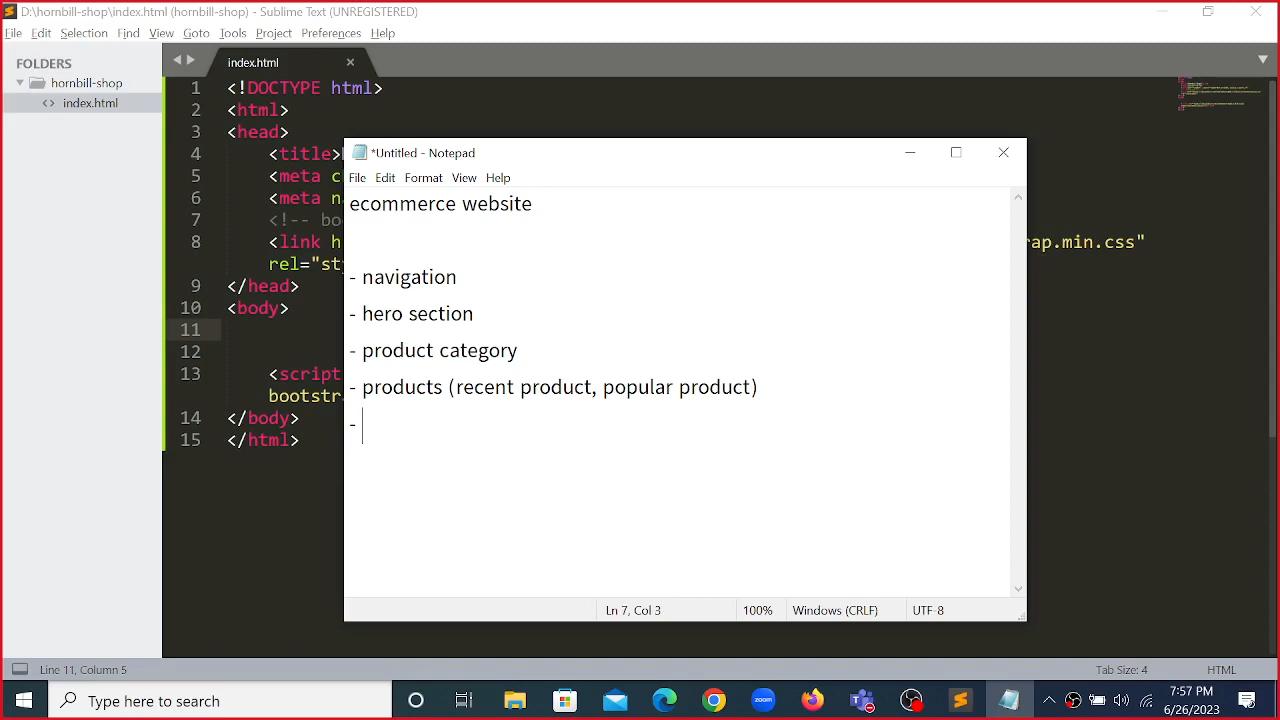 D:\hornbill-shop\index.html (hornbill-shop) - Sublime Text (UNREGISTERED)
File Edit Selection Find View Goto Tools Project Preferences Help
FOLDERS
hornbill-shop
<> index.html
index.html
1 <!DOCTYPE html>
2 <html>
3 <head>
4 <title>
5 <meta c
6 <meta n
7 <!-- bo
8 <link h rap.min.css"
rel="st
9 </head>
10 <body>
11
12
13 <script
bootstr
14 </body>
15 </html>
*Untitled - Notepad
File Edit Format View Help
ecommerce website
- navigation
- hero section
- product category
- products (recent product, popular product)
-
Ln 7, Col 3 100% Windows (CRLF) UTF-8
Line 11, Column 5 Tab Size: 4 HTML
Type here to search
zoom
7:57 PM
6/26/2023